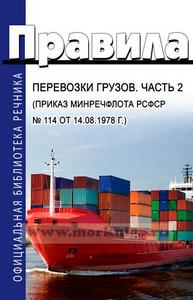 Правила
ПЕРЕВОЗКИ ГРУЗОВ. ЧАСТЬ 2
(ПРИКАЗ МИНРЕЧФЛОТА РСФСР
№ 114 ОТ 14.08.1978 Г.)
ОФИЦИАЛЬНАЯ БИБЛИОТЕКА РЕЧНИКА